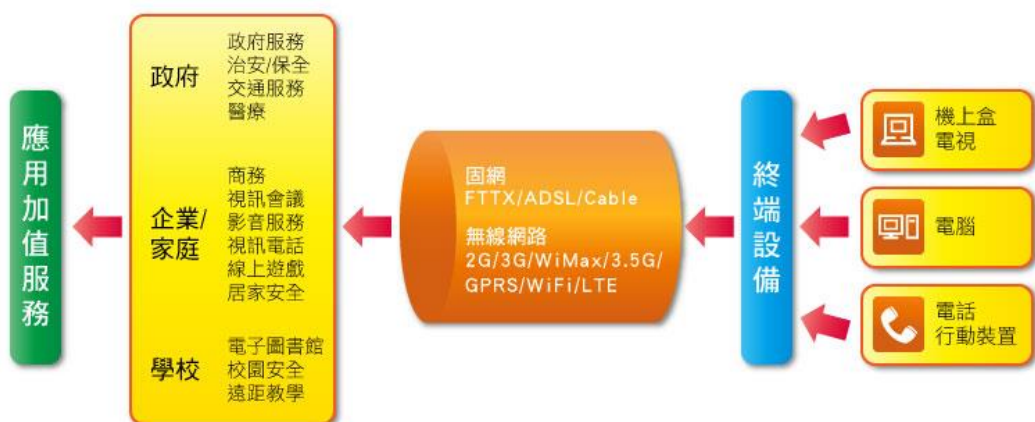 應用加值服務
政府
政府服務
治安/保全
交通服務
醫療
企業/
家庭
商務
視訊會議
影音服務
視訊電話
線上遊戲
居家安全
學校
電子圖書館
校園安全
遠距教學
固網
FTTX/ADSL/Cable
無線網路
2G/3G/WiMax/3.5G/
GPRS/WiFi/LTE
終端設備
機上盒
電視
電腦
電話
行動裝置